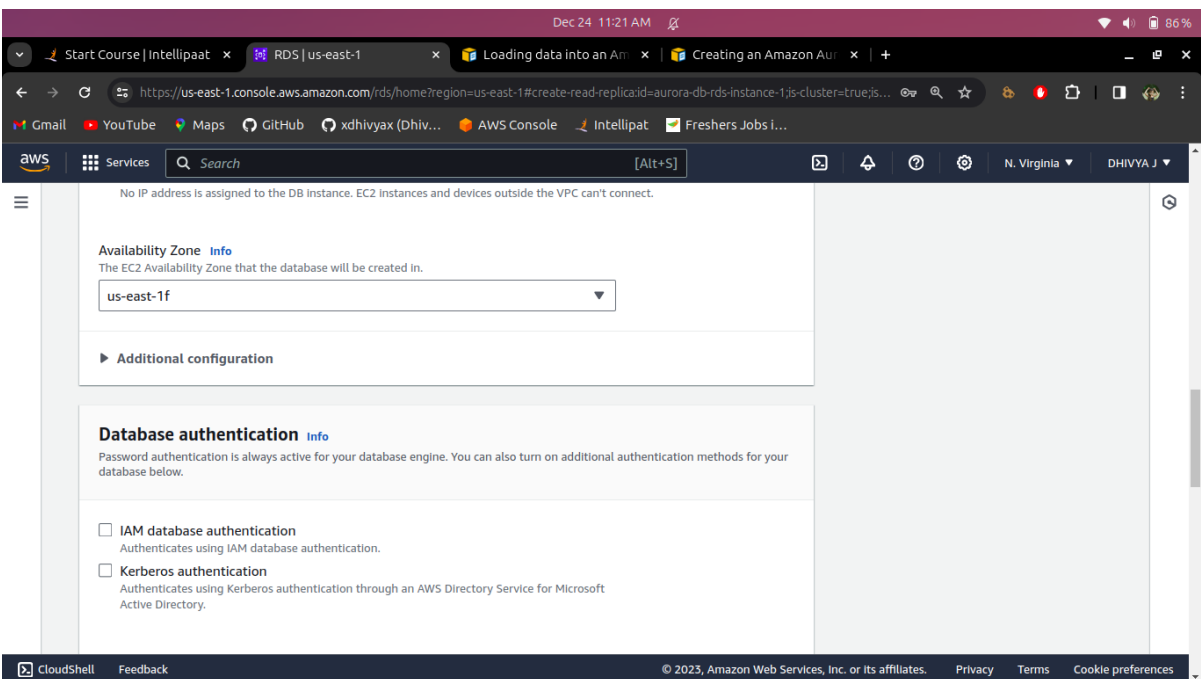 Dec 24 11:21 AM
86%
Start Course | Intellipaat
RDS | us-east-1
Loading data into an Am
Creating an Amazon Aur
https://us-east-1.console.aws.amazon.com/rds/home?region=us-east-1#create-read-replica:id=aurora-db-rds-instance-1;is-cluster=true;is...
Gmail
YouTube
Maps
GitHub
xdhivyax (Dhiv...
AWS Console
Intellipat
Freshers Jobs i...
aws
Services
Search
[Alt+S]
N. Virginia
DHIVYA J
No IP address is assigned to the DB instance. EC2 instances and devices outside the VPC can't connect.
Availability Zone Info
The EC2 Availability Zone that the database will be created in.
us-east-1f
Additional configuration
Database authentication Info
Password authentication is always active for your database engine. You can also turn on additional authentication methods for your
database below.
IAM database authentication
Authenticates using IAM database authentication.
Kerberos authentication
Authenticates using Kerberos authentication through an AWS Directory Service for Microsoft
Active Directory.
CloudShell
Feedback
© 2023, Amazon Web Services, Inc. or its affiliates.
Privacy
Terms
Cookie preferences